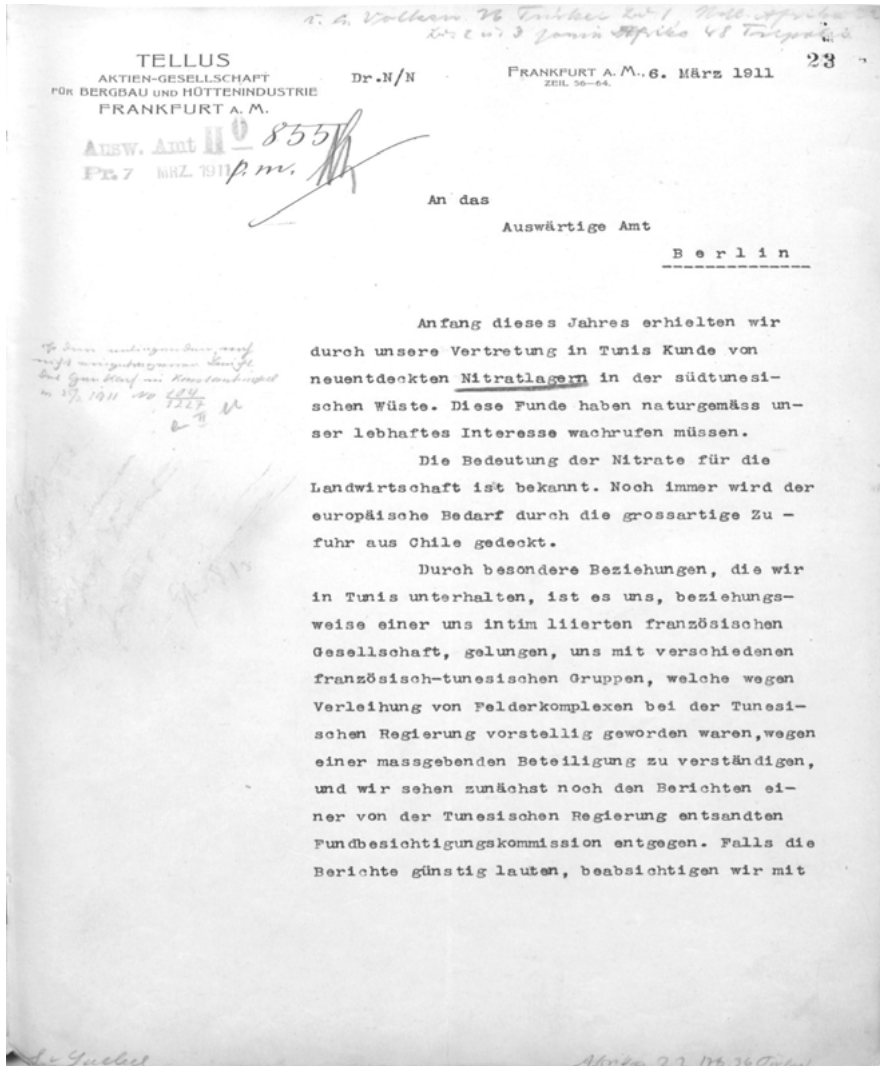 23
TELLUS
AKTIEN-GESELLSCHAFT
FÜR BERGBAU UND HÜTTENINDUSTRIE
FRANKFURT A. M.
Dr.N/N
FRANKFURT A. M., 6. März 1911
ZEIL 56—64.
Ausw. Amt II 855
Pr. 7 MRZ. 1911 p.m.
An das
Auswärtige Amt
Berlin
Anfang dieses Jahres erhielten wir
durch unsere Vertretung in Tunis Kunde von
neuentdeckten Nitratlagern in der südtunesi-
schen Wüste. Diese Funde haben naturgemäss un-
ser lebhaftes Interesse wachrufen müssen.
Die Bedeutung der Nitrate für die
Landwirtschaft ist bekannt. Noch immer wird der
europäische Bedarf durch die grossartige Zu -
fuhr aus Chile gedeckt.
Durch besondere Beziehungen, die wir
in Tunis unterhalten, ist es uns, beziehungs-
weise einer uns intim liierten französischen
Gesellschaft, gelungen, uns mit verschiedenen
französisch-tunesischen Gruppen, welche wegen
Verleihung von Felderkomplexen bei der Tunesi-
schen Regierung vorstellig geworden waren,wegen
einer massgebenden Beteiligung zu verständigen,
und wir sehen zunächst noch den Berichten ei-
ner von der Tunesischen Regierung entsandten
Fundbesichtigungskommission entgegen. Falls die
Berichte günstig lauten, beabsichtigen wir mit